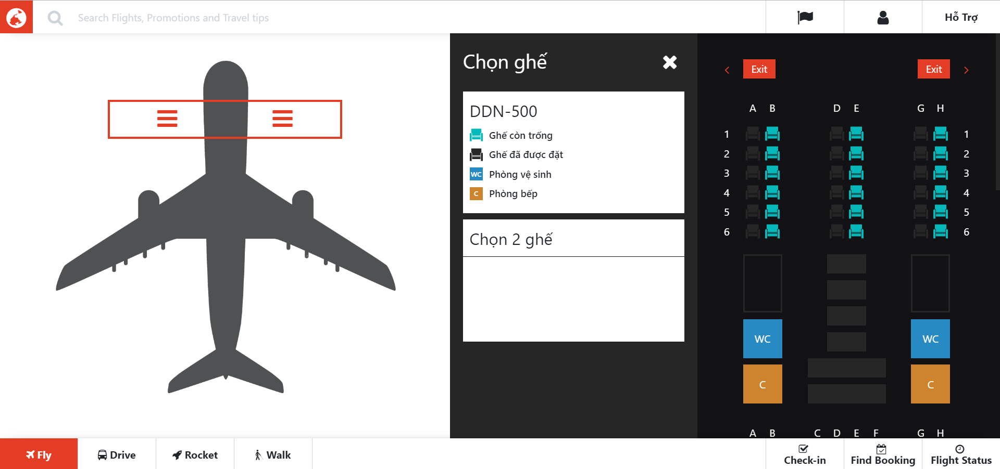 Search Flights, Promotions and Travel tips
Hỗ Trợ
Chọn ghế
DDN-500
Ghế còn trống
Ghế đã được đặt
WC Phòng vệ sinh
C Phòng bếp
Chọn 2 ghế
Exit Exit
A B D E G H
1 1
2 2
3 3
4 4
5 5
6 6
WC WC
C C
A B C D E F G H
Fly
Drive
Rocket
Walk
Check-in
Find Booking
Flight Status